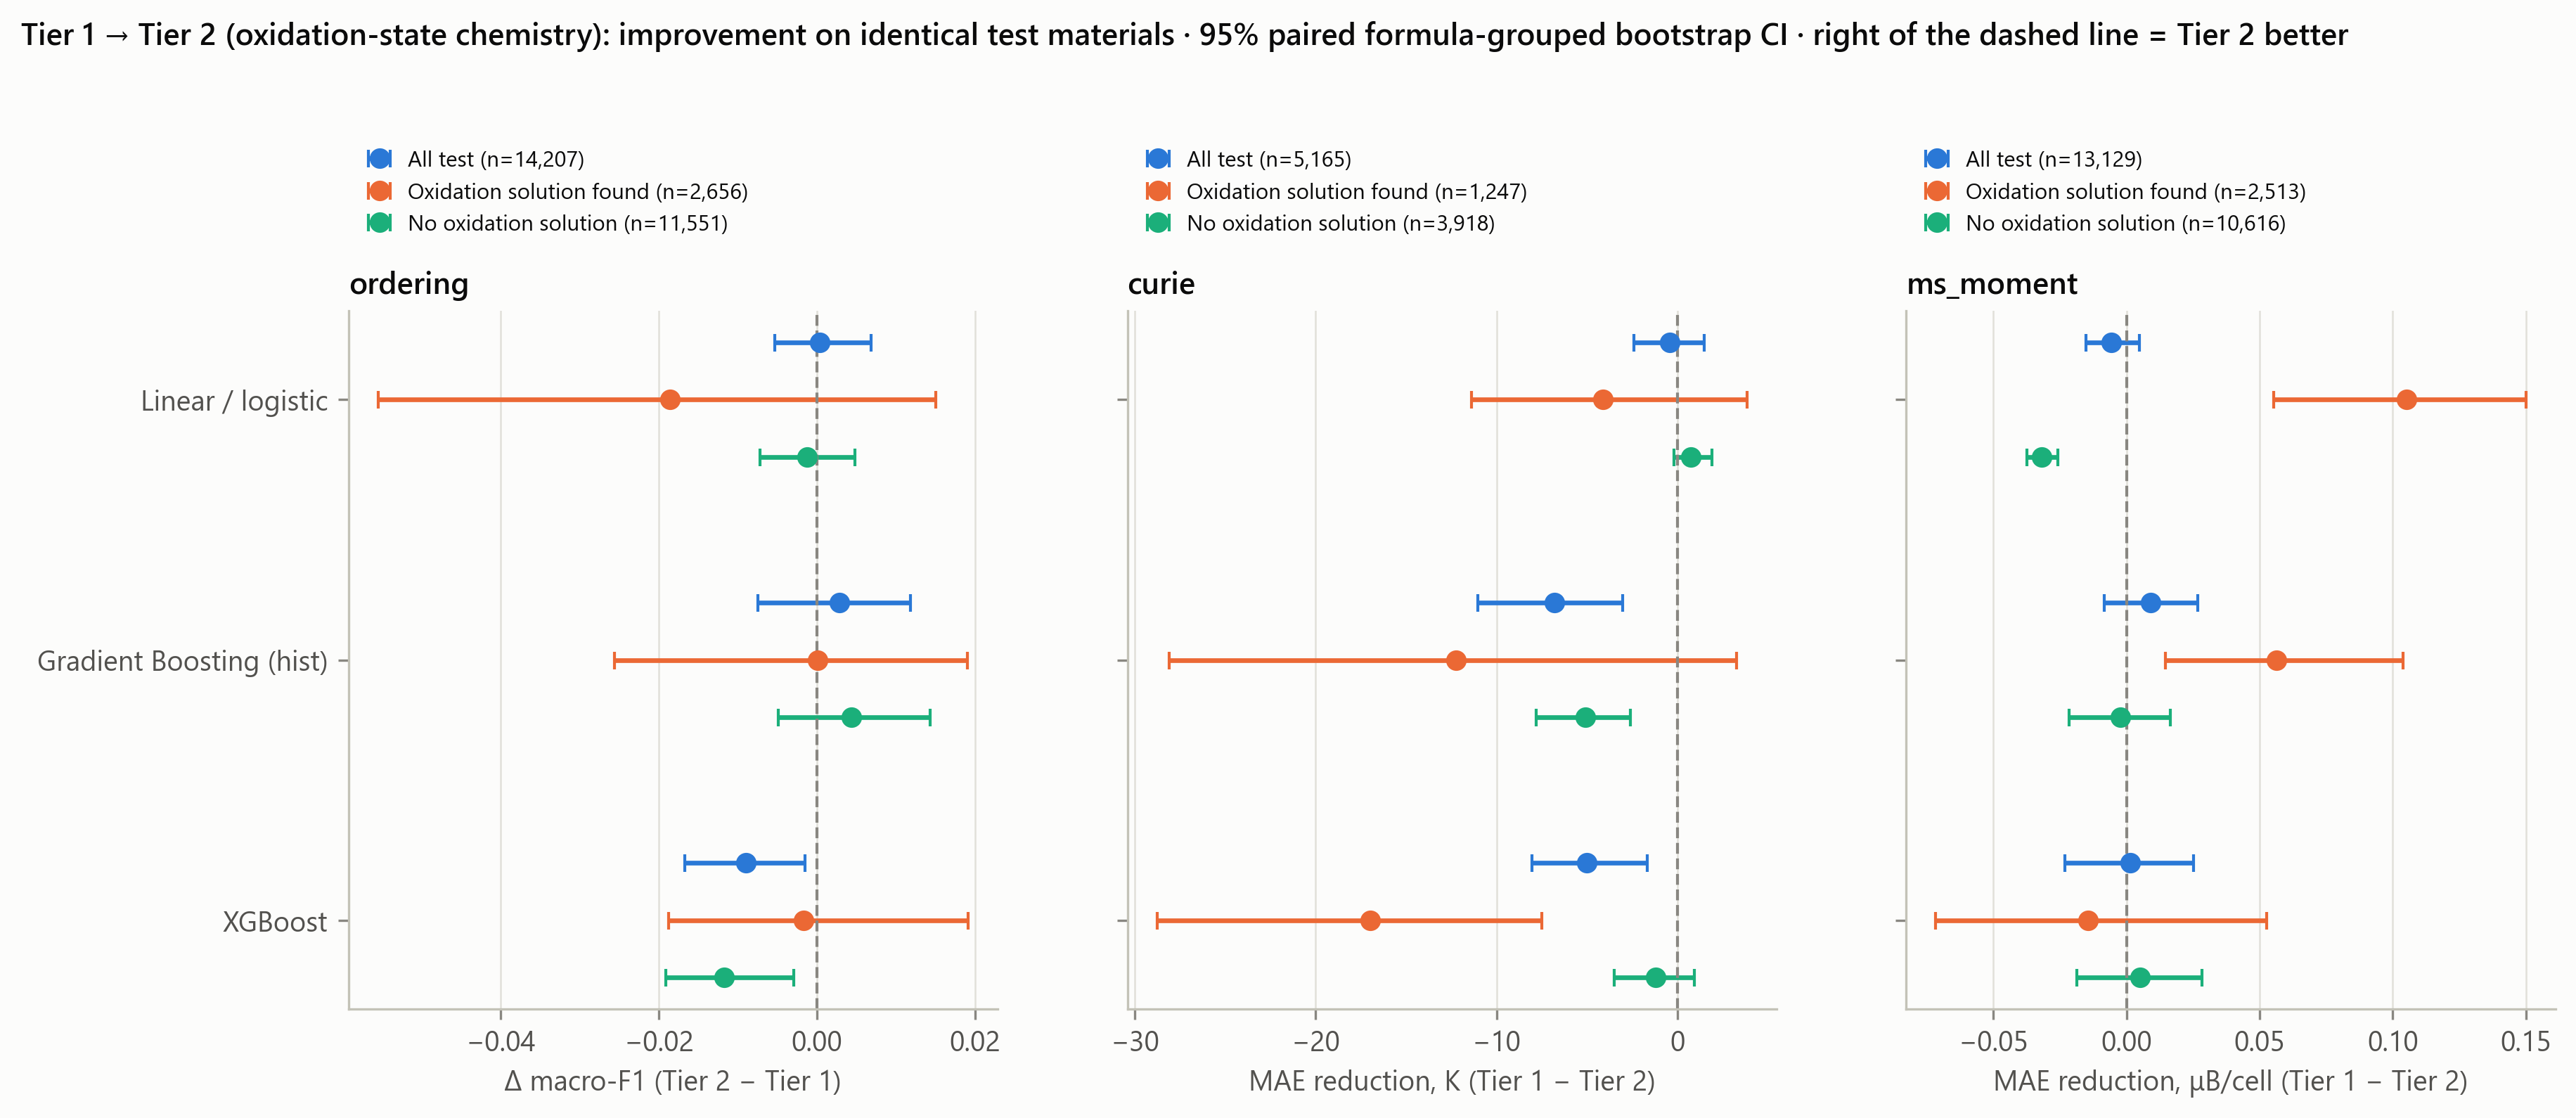 Tier 1 → Tier 2 (oxidation-state chemistry): improvement on identical test materials · 95% paired formula-grouped bootstrap CI · right of the dashed line = Tier 2 better
All test (n=14,207)
Oxidation solution found (n=2,656)
No oxidation solution (n=11,551)
All test (n=5,165)
Oxidation solution found (n=1,247)
No oxidation solution (n=3,918)
All test (n=13,129)
Oxidation solution found (n=2,513)
No oxidation solution (n=10,616)
ordering
curie
ms_moment
Linear / logistic
Gradient Boosting (hist)
XGBoost
−0.04 −0.02 0.00 0.02
−30 −20 −10 0
−0.05 0.00 0.05 0.10 0.15
Δ macro-F1 (Tier 2 − Tier 1)
MAE reduction, K (Tier 1 − Tier 2)
MAE reduction, µB/cell (Tier 1 − Tier 2)